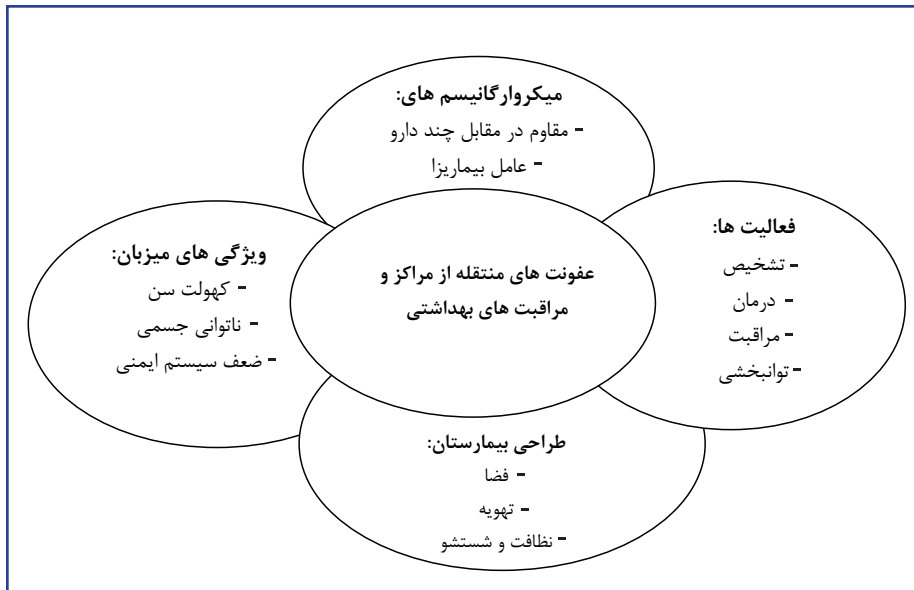 میکروارگانیسم های:
- مقاوم در مقابل چند دارو
- عامل بیماریزا
فعالیت ها:
- تشخیص
- درمان
- مراقبت
- توانبخشی
عفونت های منتقله از مراکز و
مراقبت های بهداشتی
ویژگی های میزبان:
- کهولت سن
- ناتوانی جسمی
- ضعف سیستم ایمنی
طراحی بیمارستان:
- فضا
- تهویه
- نظافت و شستشو